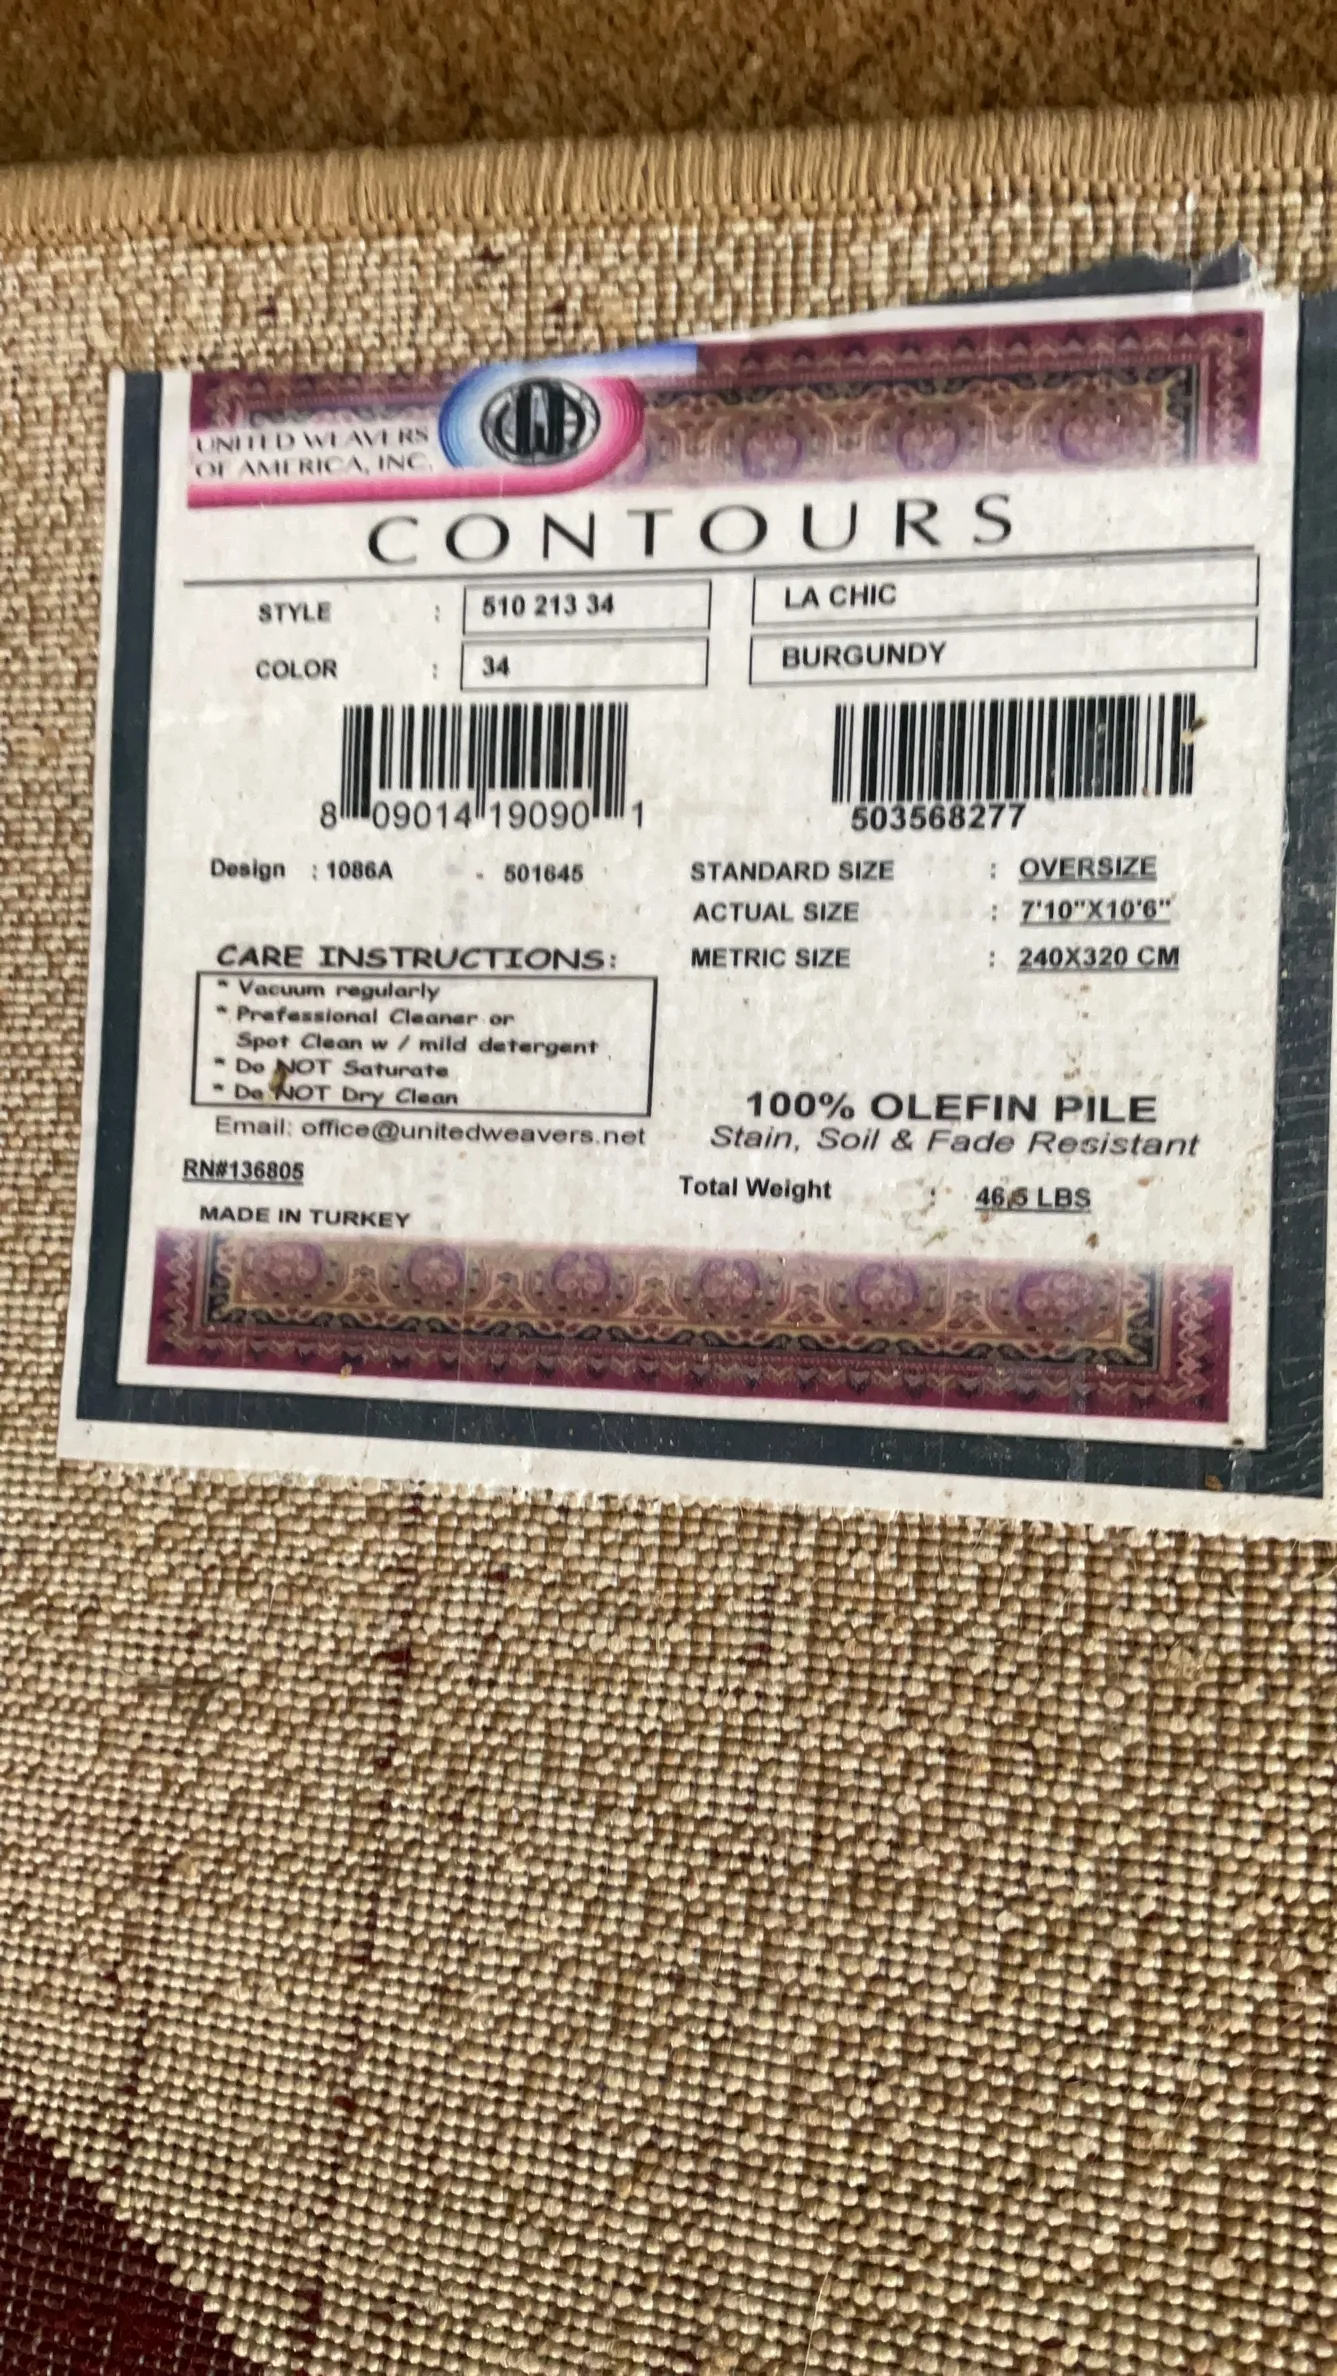 UNITED WEAVERS
OF AMERICA, INC.
CONTOURS
STYLE : 510 213 34 LA CHIC
COLOR : 34 BURGUNDY
8 09014 19090 1
503568277
Design : 1086A - 501645
STANDARD SIZE : OVERSIZE
ACTUAL SIZE : 7'10"X10'6"
METRIC SIZE : 240X320 CM
CARE INSTRUCTIONS:
* Vacuum regularly
* Professional Cleaner or
Spot Clean w / mild detergent
* Do NOT Saturate
* Do NOT Dry Clean
Email: office@unitedweavers.net
RN#136805
MADE IN TURKEY
100% OLEFIN PILE
Stain, Soil & Fade Resistant
Total Weight : 46,5 LBS